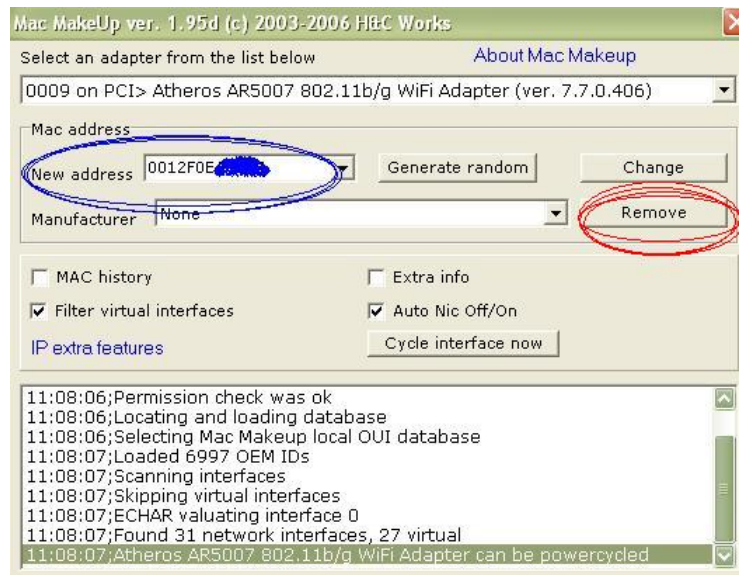 Mac MakeUp ver. 1.95d (c) 2003-2006 H&C Works
Select an adapter from the list below
About Mac Makeup
0009 on PCI> Atheros AR5007 802.11b/g WiFi Adapter (ver. 7.7.0.406)
Mac address
New address 0012F0E
Generate random
Change
Manufacturer None
Remove
MAC history
Extra info
Filter virtual interfaces
Auto Nic Off/On
IP extra features
Cycle interface now
11:08:06;Permission check was ok
11:08:06;Locating and loading database
11:08:06;Selecting Mac Makeup local OUI database
11:08:07;Loaded 6997 OEM IDs
11:08:07;Scanning interfaces
11:08:07;Skipping virtual interfaces
11:08:07;ECHAR valuating interface 0
11:08:07;Found 31 network interfaces, 27 virtual
11:08:07;Atheros AR5007 802.11b/g WiFi Adapter can be powercycled